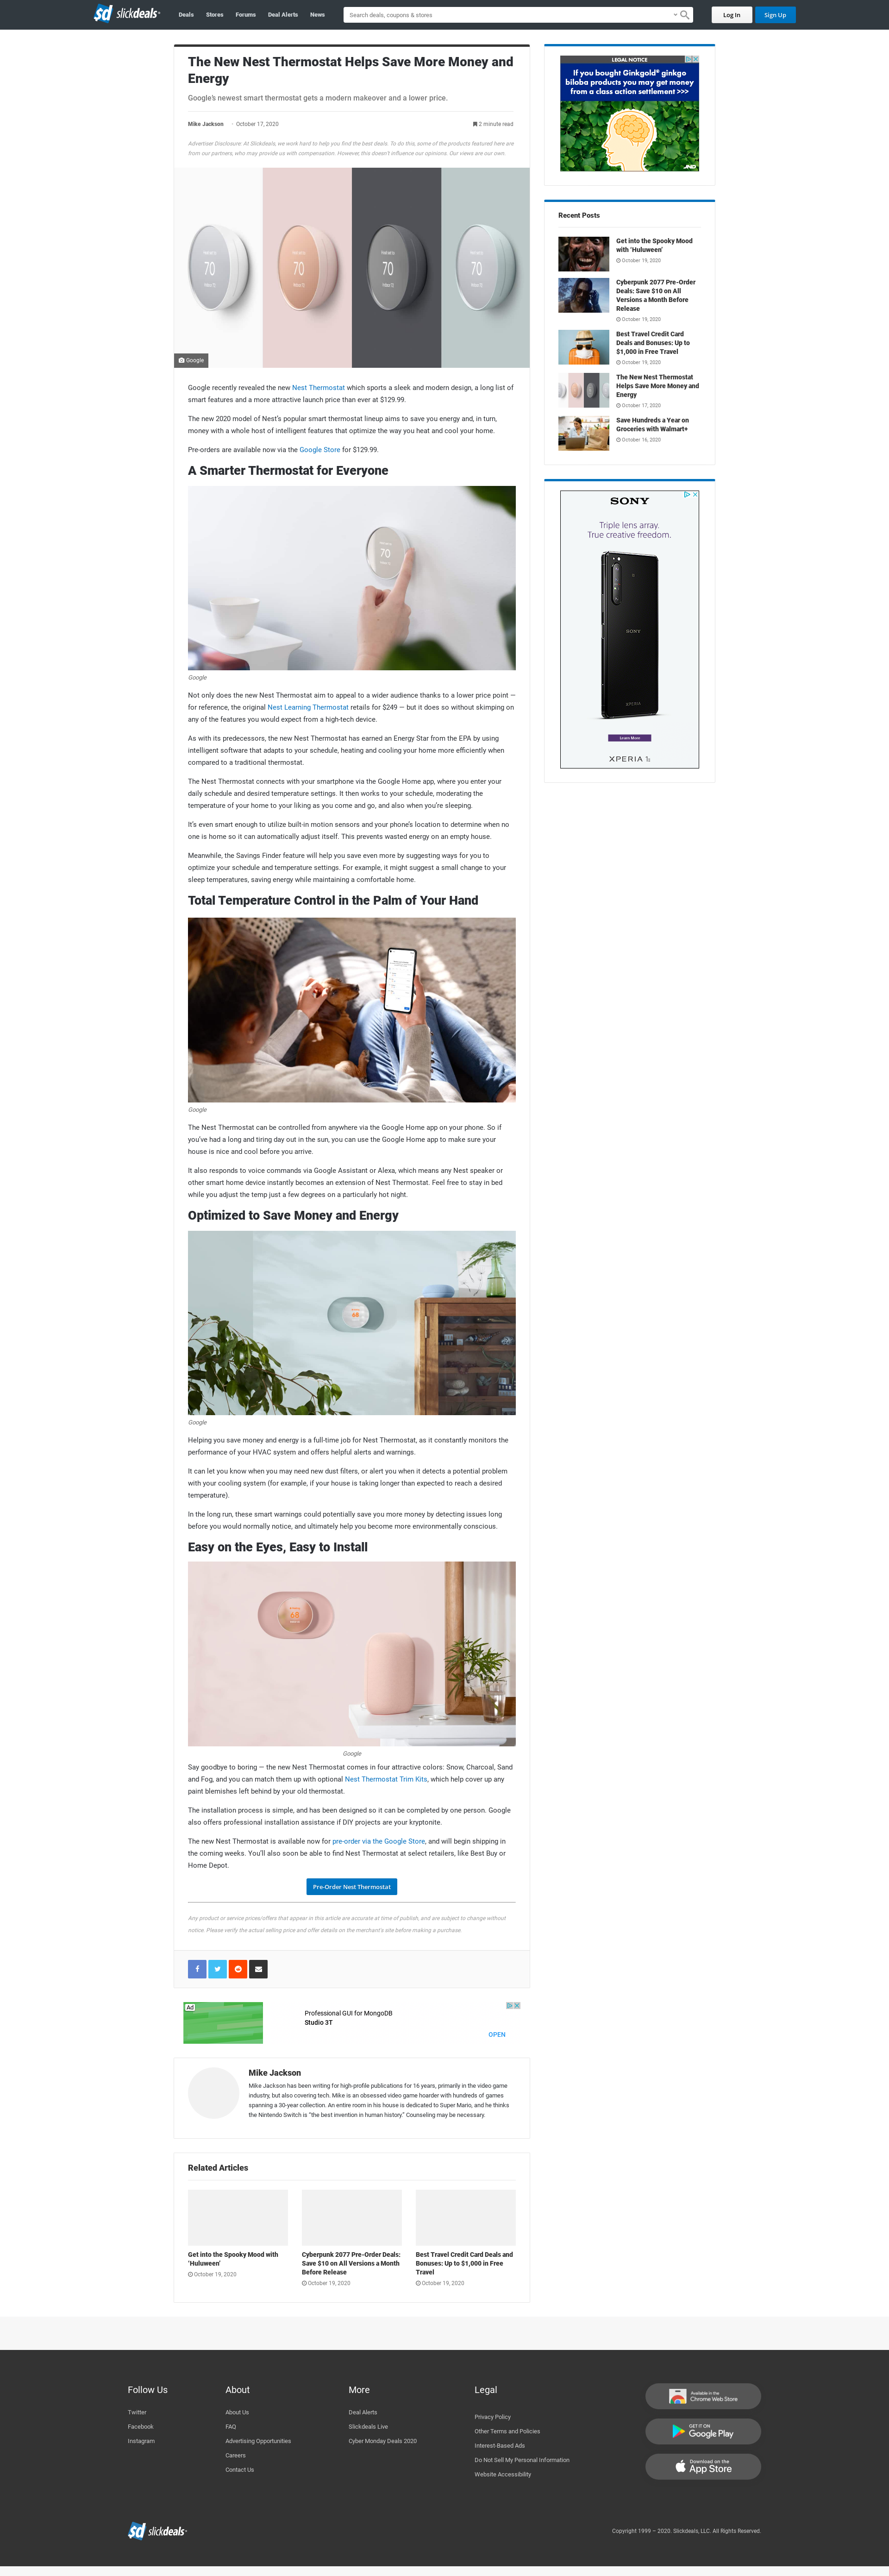 sd slickdeals
Deals Stores Forums Deal Alerts News
Search deals, coupons & stores
Log In Sign Up
The New Nest Thermostat Helps Save More Money and
Energy
Google's newest smart thermostat gets a modern makeover and a lower price.
Mike Jackson · October 17, 2020 2 minute read
Advertiser Disclosure: At Slickdeals, we work hard to help you find the best deals. To do this, some of the products featured here are
from our partners, who may provide us with compensation. However, this doesn't influence our opinions. Our views are our own.
70 70 70 70
Google
Google recently revealed the new Nest Thermostat which sports a sleek and modern design, a long list of
smart features and a more attractive launch price than ever at $129.99.
The new 2020 model of Nest's popular smart thermostat lineup aims to save you energy and, in turn,
money with a whole host of intelligent features that optimize the way you heat and cool your home.
Pre-orders are available now via the Google Store for $129.99.
A Smarter Thermostat for Everyone
70
Google
Not only does the new Nest Thermostat aim to appeal to a wider audience thanks to a lower price point —
for reference, the original Nest Learning Thermostat retails for $249 — but it does so without skimping on
any of the features you would expect from a high-tech device.
As with its predecessors, the new Nest Thermostat has earned an Energy Star from the EPA by using
intelligent software that adapts to your schedule, heating and cooling your home more efficiently when
compared to a traditional thermostat.
The Nest Thermostat connects with your smartphone via the Google Home app, where you enter your
daily schedule and desired temperature settings. It then works to your schedule, moderating the
temperature of your home to your liking as you come and go, and also when you're sleeping.
It's even smart enough to utilize built-in motion sensors and your phone's location to determine when no
one is home so it can automatically adjust itself. This prevents wasted energy on an empty house.
Meanwhile, the Savings Finder feature will help you save even more by suggesting ways for you to
optimize your schedule and temperature settings. For example, it might suggest a small change to your
sleep temperatures, saving energy while maintaining a comfortable home.
Total Temperature Control in the Palm of Your Hand
Google
The Nest Thermostat can be controlled from anywhere via the Google Home app on your phone. So if
you've had a long and tiring day out in the sun, you can use the Google Home app to make sure your
house is nice and cool before you arrive.
It also responds to voice commands via Google Assistant or Alexa, which means any Nest speaker or
other smart home device instantly becomes an extension of Nest Thermostat. Feel free to stay in bed
while you adjust the temp just a few degrees on a particularly hot night.
Optimized to Save Money and Energy
68
Google
Helping you save money and energy is a full-time job for Nest Thermostat, as it constantly monitors the
performance of your HVAC system and offers helpful alerts and warnings.
It can let you know when you may need new dust filters, or alert you when it detects a potential problem
with your cooling system (for example, if your house is taking longer than expected to reach a desired
temperature).
In the long run, these smart warnings could potentially save you more money by detecting issues long
before you would normally notice, and ultimately help you become more environmentally conscious.
Easy on the Eyes, Easy to Install
68
Google
Say goodbye to boring — the new Nest Thermostat comes in four attractive colors: Snow, Charcoal, Sand
and Fog, and you can match them up with optional Nest Thermostat Trim Kits, which help cover up any
paint blemishes left behind by your old thermostat.
The installation process is simple, and has been designed so it can be completed by one person. Google
also offers professional installation assistance if DIY projects are your kryptonite.
The new Nest Thermostat is available now for pre-order via the Google Store, and will begin shipping in
the coming weeks. You'll also soon be able to find Nest Thermostat at select retailers, like Best Buy or
Home Depot.
Pre-Order Nest Thermostat
Any product or service prices/offers that appear in this article are accurate at time of publish, and are subject to change without
notice. Please verify the actual selling price and offer details on the merchant's site before making a purchase.
Ad
Professional GUI for MongoDB
Studio 3T
OPEN
Mike Jackson
Mike Jackson has been writing for high-profile publications for 16 years, primarily in the video game
industry, but also covering tech. Mike is an obsessed video game hoarder with hundreds of games
spanning a 30-year collection. An entire room in his house is dedicated to Super Mario, and he thinks
the Nintendo Switch is "the best invention in human history." Counseling may be necessary.
Related Articles
Get into the Spooky Mood with
'Huluween'
October 19, 2020
Cyberpunk 2077 Pre-Order Deals:
Save $10 on All Versions a Month
Before Release
October 19, 2020
Best Travel Credit Card Deals and
Bonuses: Up to $1,000 in Free
Travel
October 19, 2020
LEGAL NOTICE
If you bought Ginkgold® ginkgo
biloba products you may get money
from a class action settlement >>>
JND
Recent Posts
Get into the Spooky Mood
with 'Huluween'
October 19, 2020
Cyberpunk 2077 Pre-Order
Deals: Save $10 on All
Versions a Month Before
Release
October 19, 2020
Best Travel Credit Card
Deals and Bonuses: Up to
$1,000 in Free Travel
October 19, 2020
The New Nest Thermostat
Helps Save More Money and
Energy
October 17, 2020
Save Hundreds a Year on
Groceries with Walmart+
October 16, 2020
SONY
Triple lens array.
True creative freedom.
SONY
XPERIA
Learn More
XPERIA 1 II
Follow Us
Twitter
Facebook
Instagram
About
About Us
FAQ
Advertising Opportunities
Careers
Contact Us
More
Deal Alerts
Slickdeals Live
Cyber Monday Deals 2020
Legal
Privacy Policy
Other Terms and Policies
Interest-Based Ads
Do Not Sell My Personal Information
Website Accessibility
Available in the
Chrome Web Store
GET IT ON
Google Play
Download on the
App Store
sd slickdeals
Copyright 1999 – 2020. Slickdeals, LLC. All Rights Reserved.